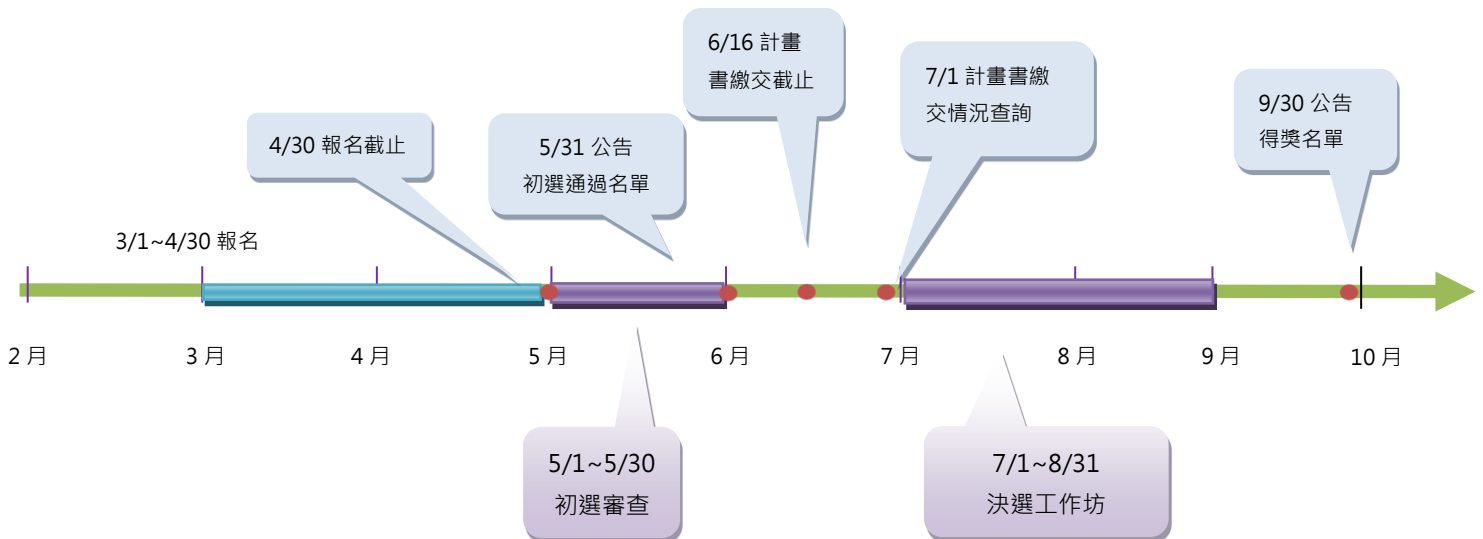 6/16 計畫
書繳交截止
7/1 計畫書繳
交情況查詢
9/30 公告
得獎名單
4/30 報名截止
5/31 公告
初選通過名單
3/1~4/30 報名
2 月
3 月
4 月
5 月
6 月
7 月
8 月
9 月
10 月
5/1~5/30
初選審查
7/1~8/31
決選工作坊